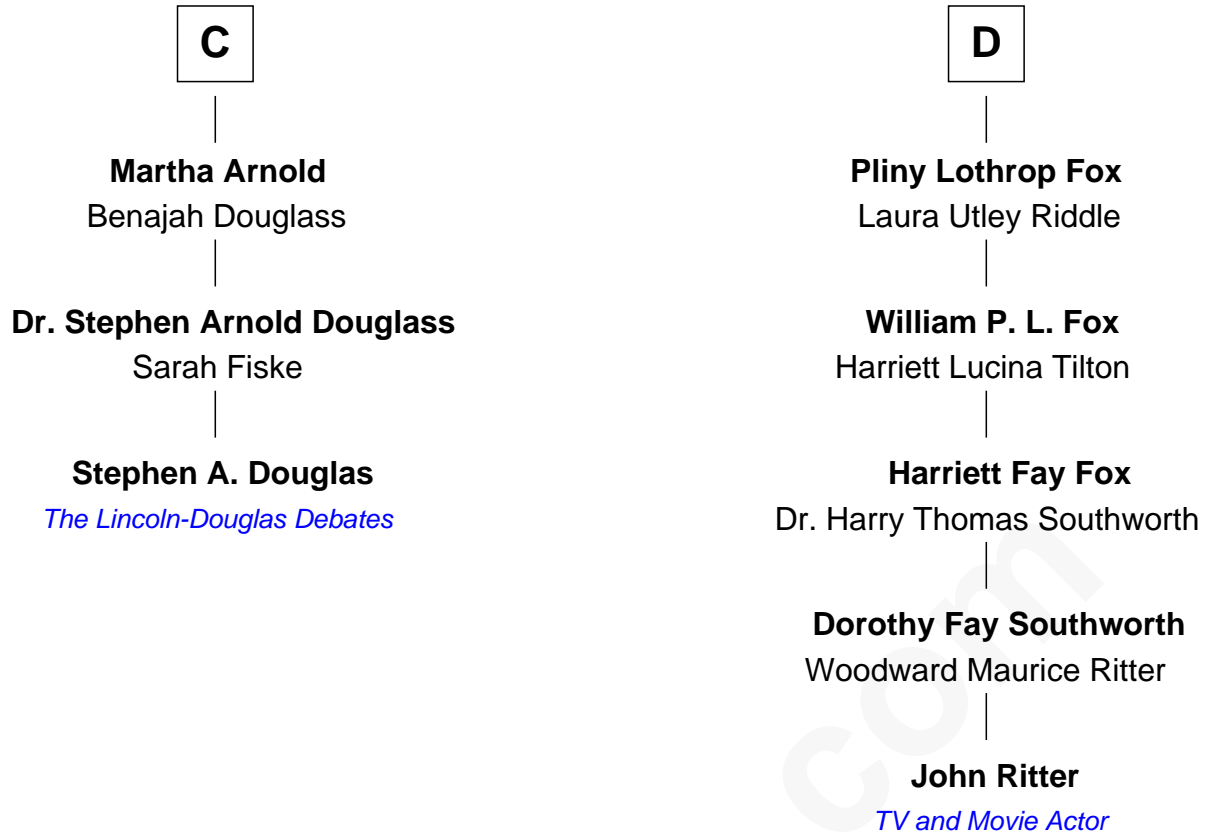 C
Martha Arnold
Benajah Douglass
Dr. Stephen Arnold Douglass
Sarah Fiske
Stephen A. Douglas
The Lincoln-Douglas Debates
D
Pliny Lothrop Fox
Laura Utley Riddle
William P. L. Fox
Harriett Lucina Tilton
Harriett Fay Fox
Dr. Harry Thomas Southworth
Dorothy Fay Southworth
Woodward Maurice Ritter
John Ritter
TV and Movie Actor
com